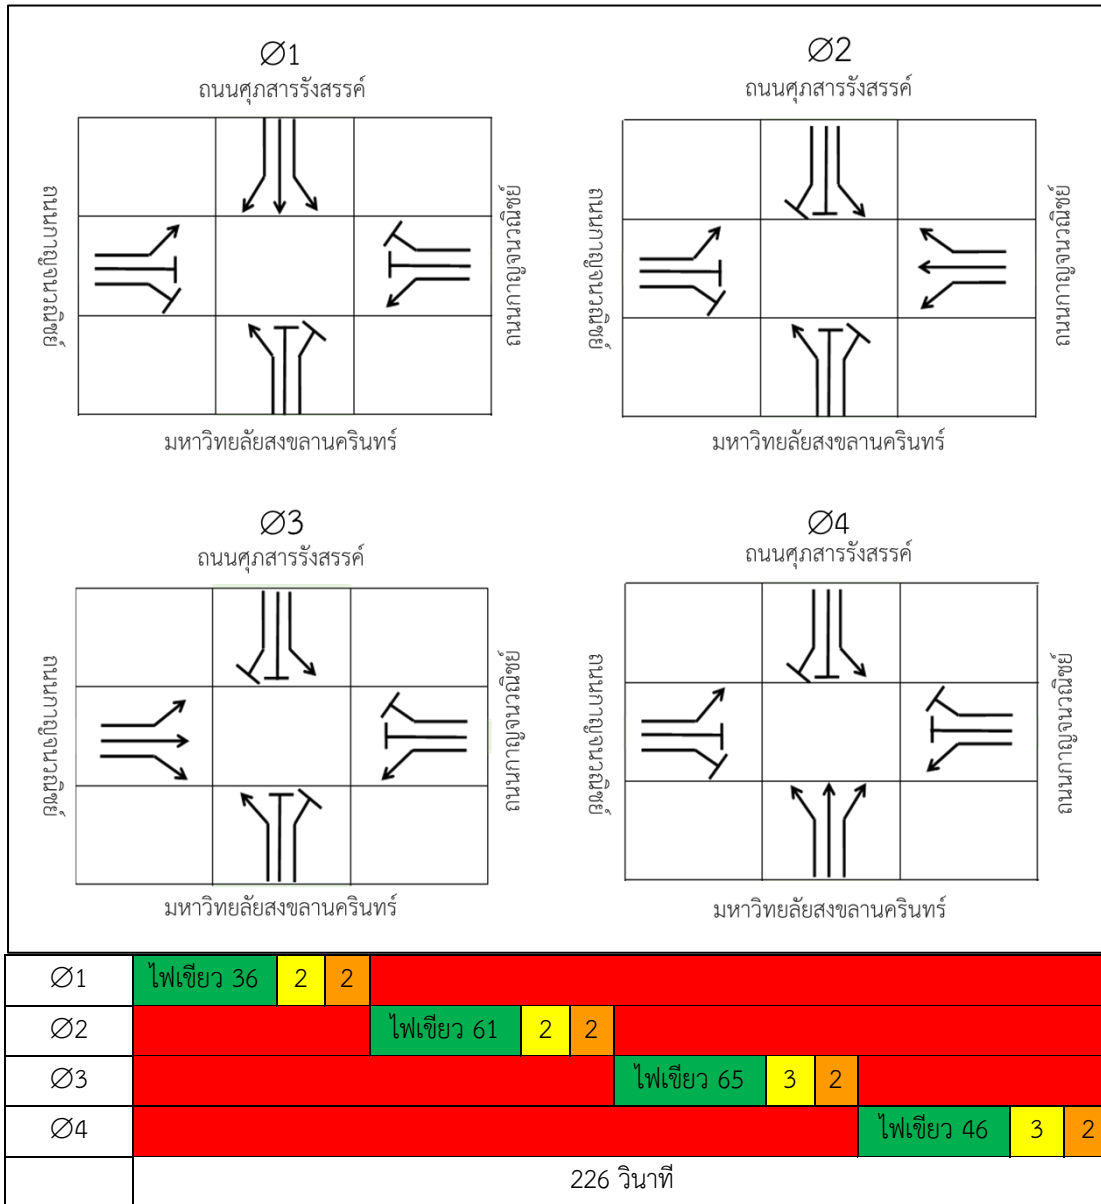 ∅1
ถนนศุภสารรังสรรค์
ถนนกาญจนวณิชย์
ถนนกาญจนวณิชย์
มหาวิทยาลัยสงขลานครินทร์
∅2
ถนนศุภสารรังสรรค์
ถนนกาญจนวณิชย์
ถนนกาญจนวณิชย์
มหาวิทยลัยสงขลานครินทร์
∅3
ถนนศุภสารรังสรรค์
ถนนกาญจนวณิชย์
ถนนกาญจนวณิชย์
มหาวิทยลัยสงขลานครินทร์
∅4
ถนนศุภสารรังสรรค์
ถนนกาญจนวณิชย์
ถนนกาญจนวณิชย์
มหาวิทยลัยสงขลานครินทร์
∅1 ไฟเขียว 36 2 2
∅2 ไฟเขียว 61 2 2
∅3 ไฟเขียว 65 3 2
∅4 ไฟเขียว 46 3 2
226 วินาที